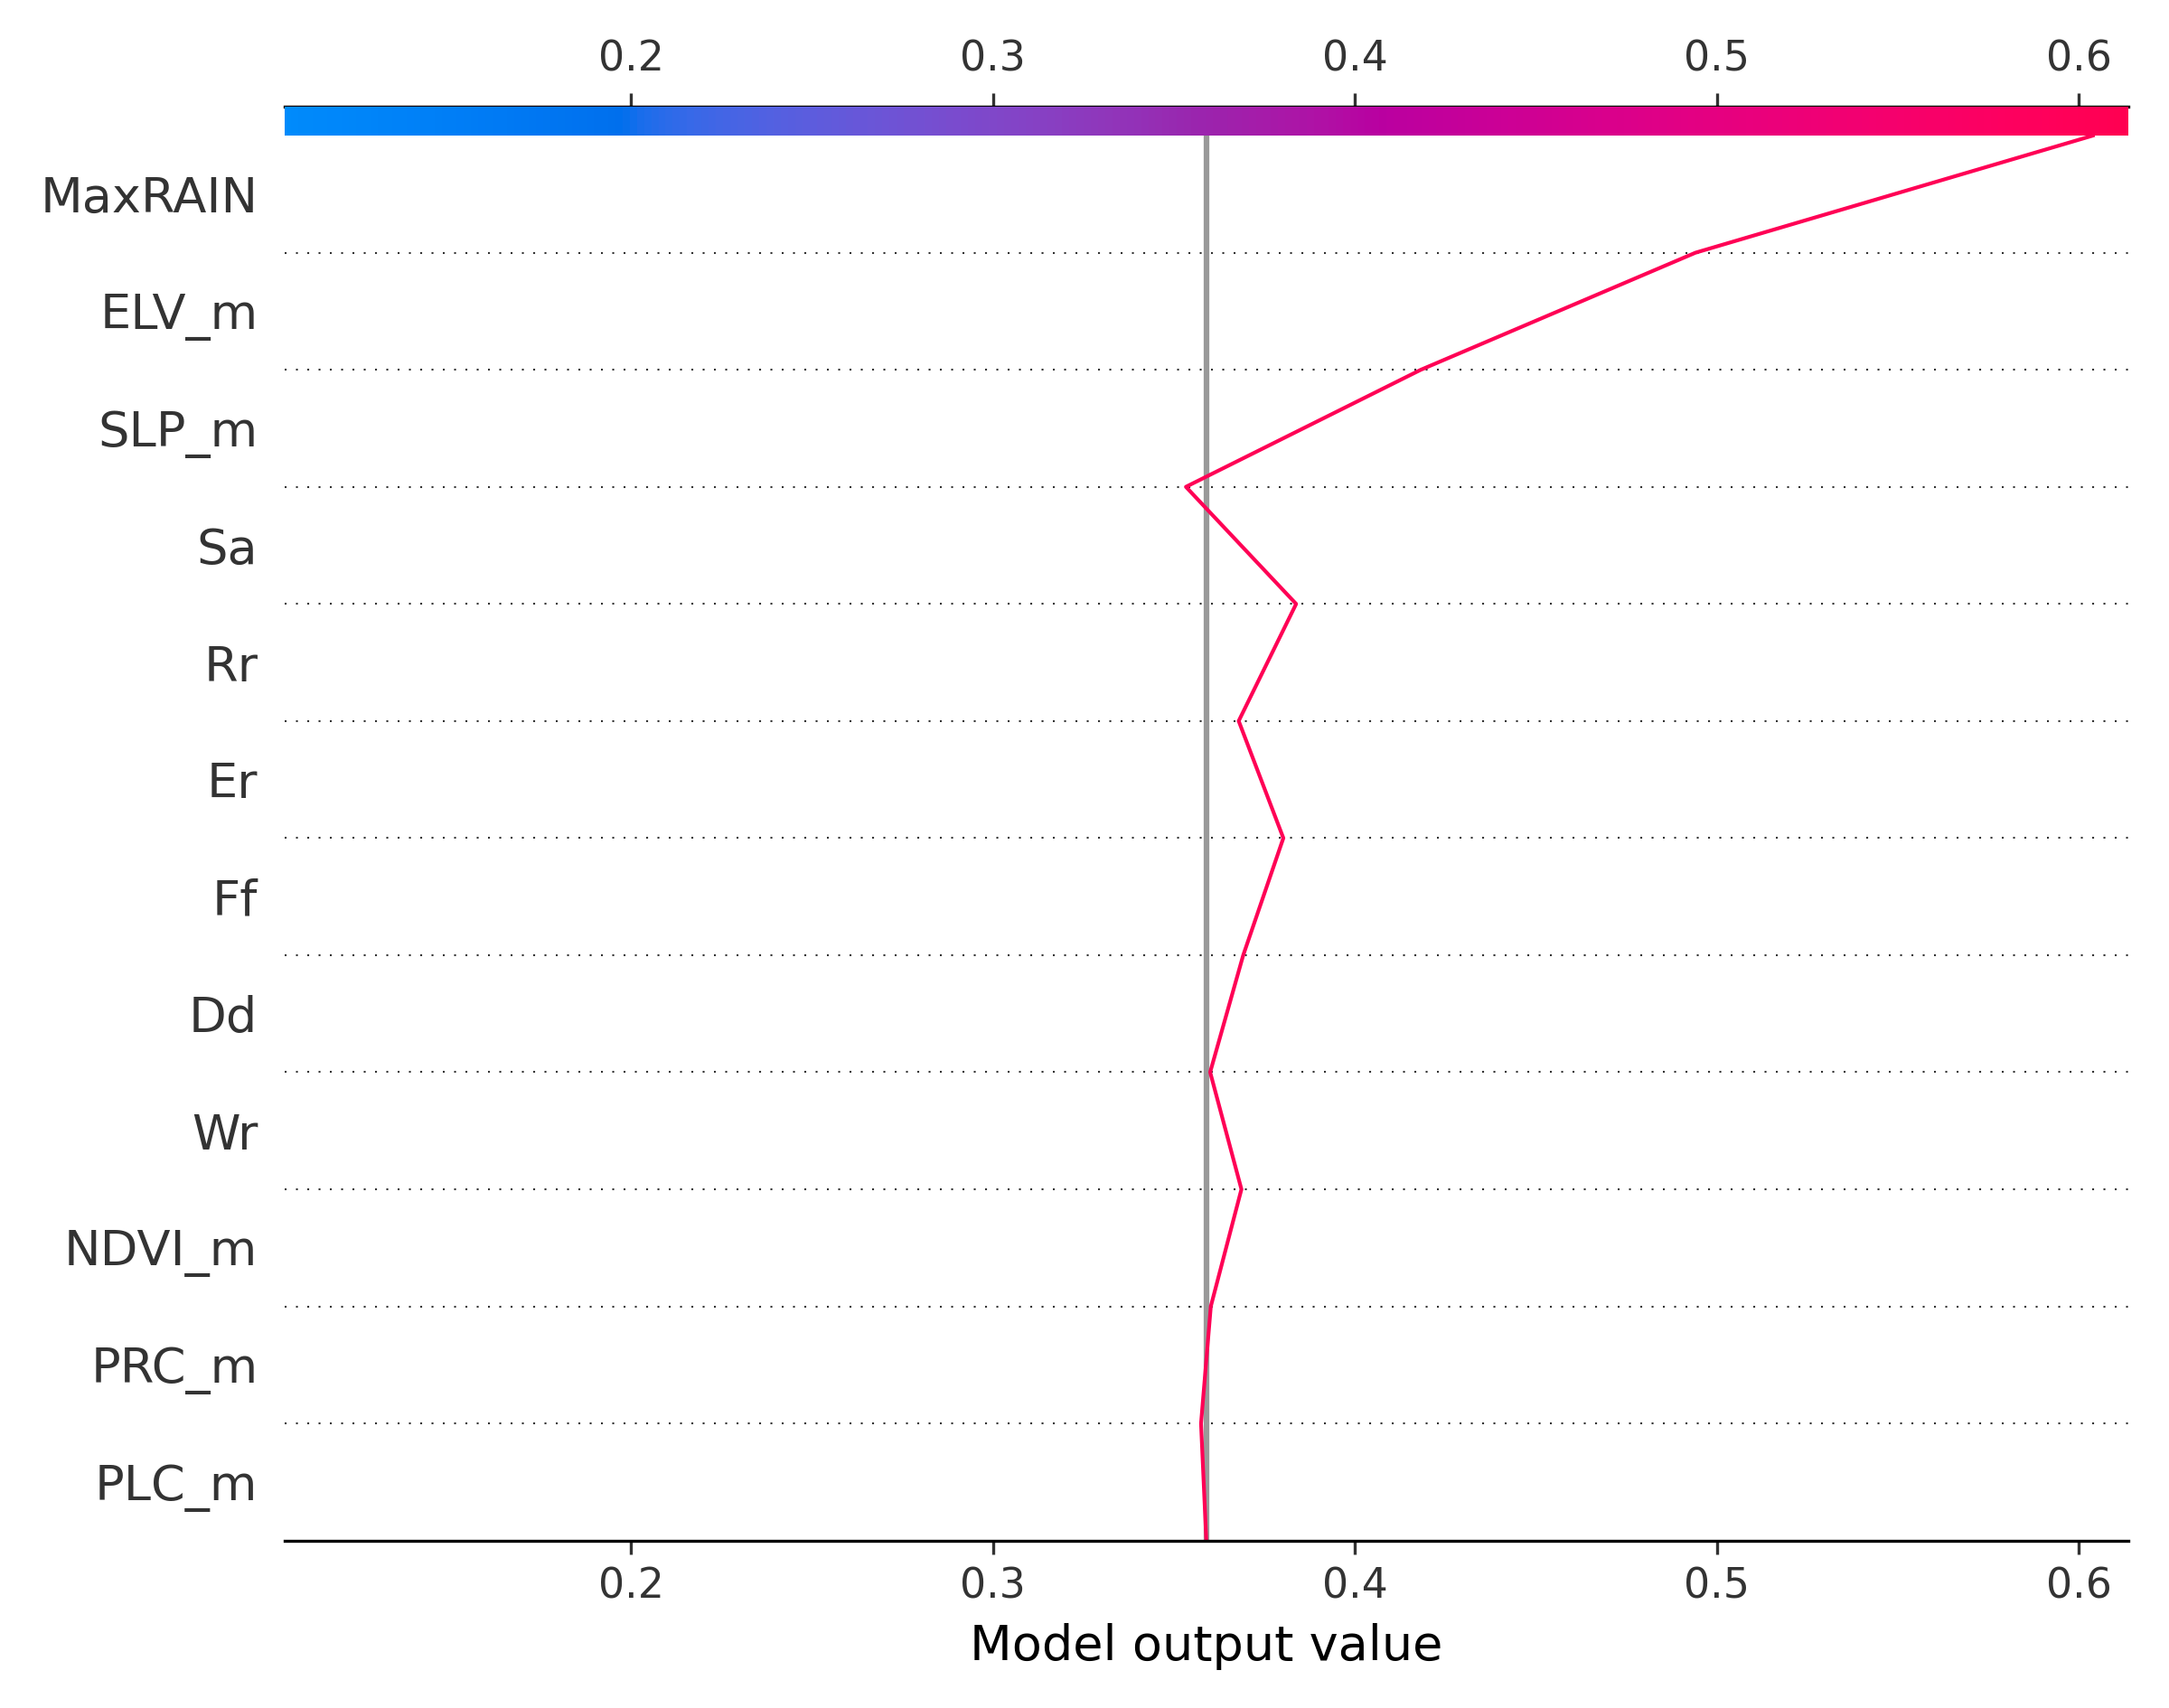 0.2 0.3 0.4 0.5 0.6
MaxRAIN
ELV_m
SLP_m
Sa
Rr
Er
Ff
Dd
Wr
NDVI_m
PRC_m
PLC_m
0.2 0.3 0.4 0.5 0.6
Model output value